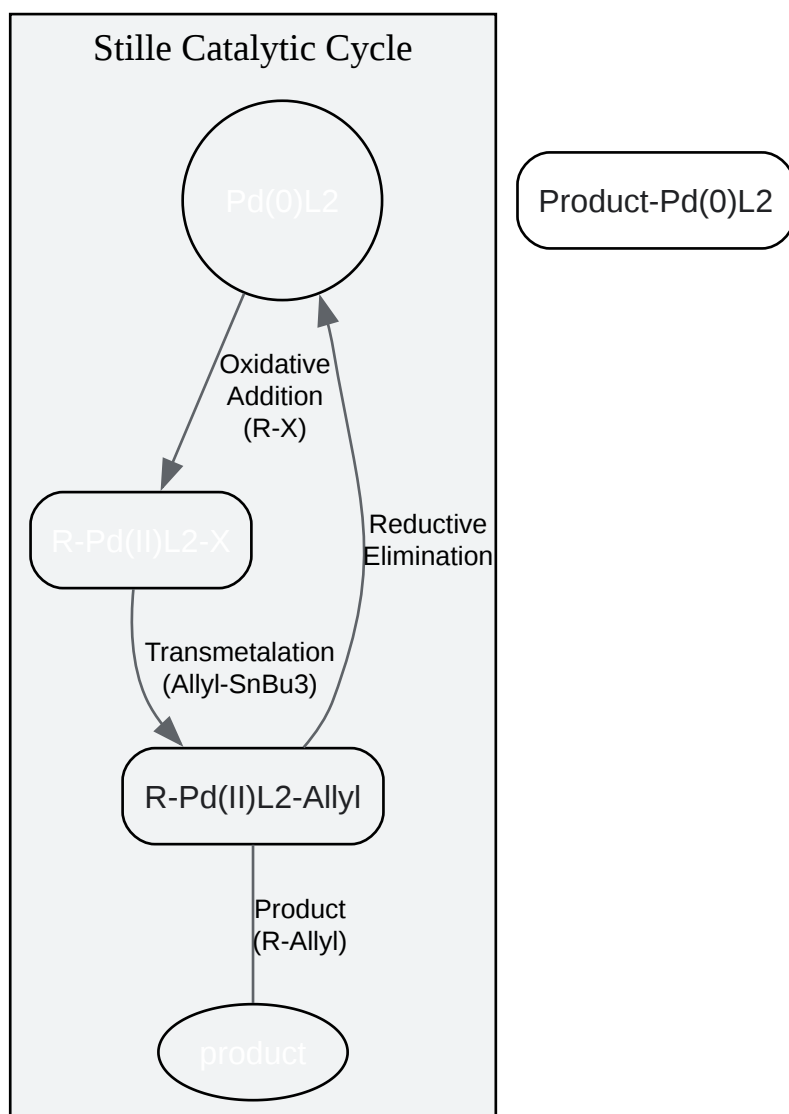 Stille Catalytic Cycle
Pd(0)L2
Product-Pd(0)L2
Oxidative
Addition
(R-X)
R-Pd(II)L2-X
Reductive
Elimination
Transmetalation
(Allyl-SnBu3)
R-Pd(II)L2-Allyl
Product
(R-Allyl)
product